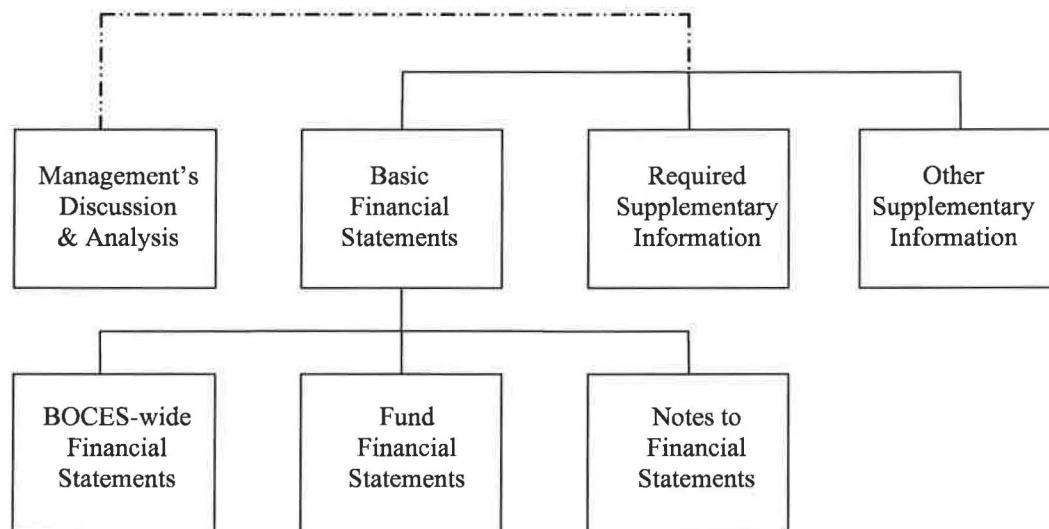 Management’s
Discussion
& Analysis
Basic
Financial
Statements
Required
Supplementary
Information
Other
Supplementary
Information
BOCES-wide
Financial
Statements
Fund
Financial
Statements
Notes to
Financial
Statements